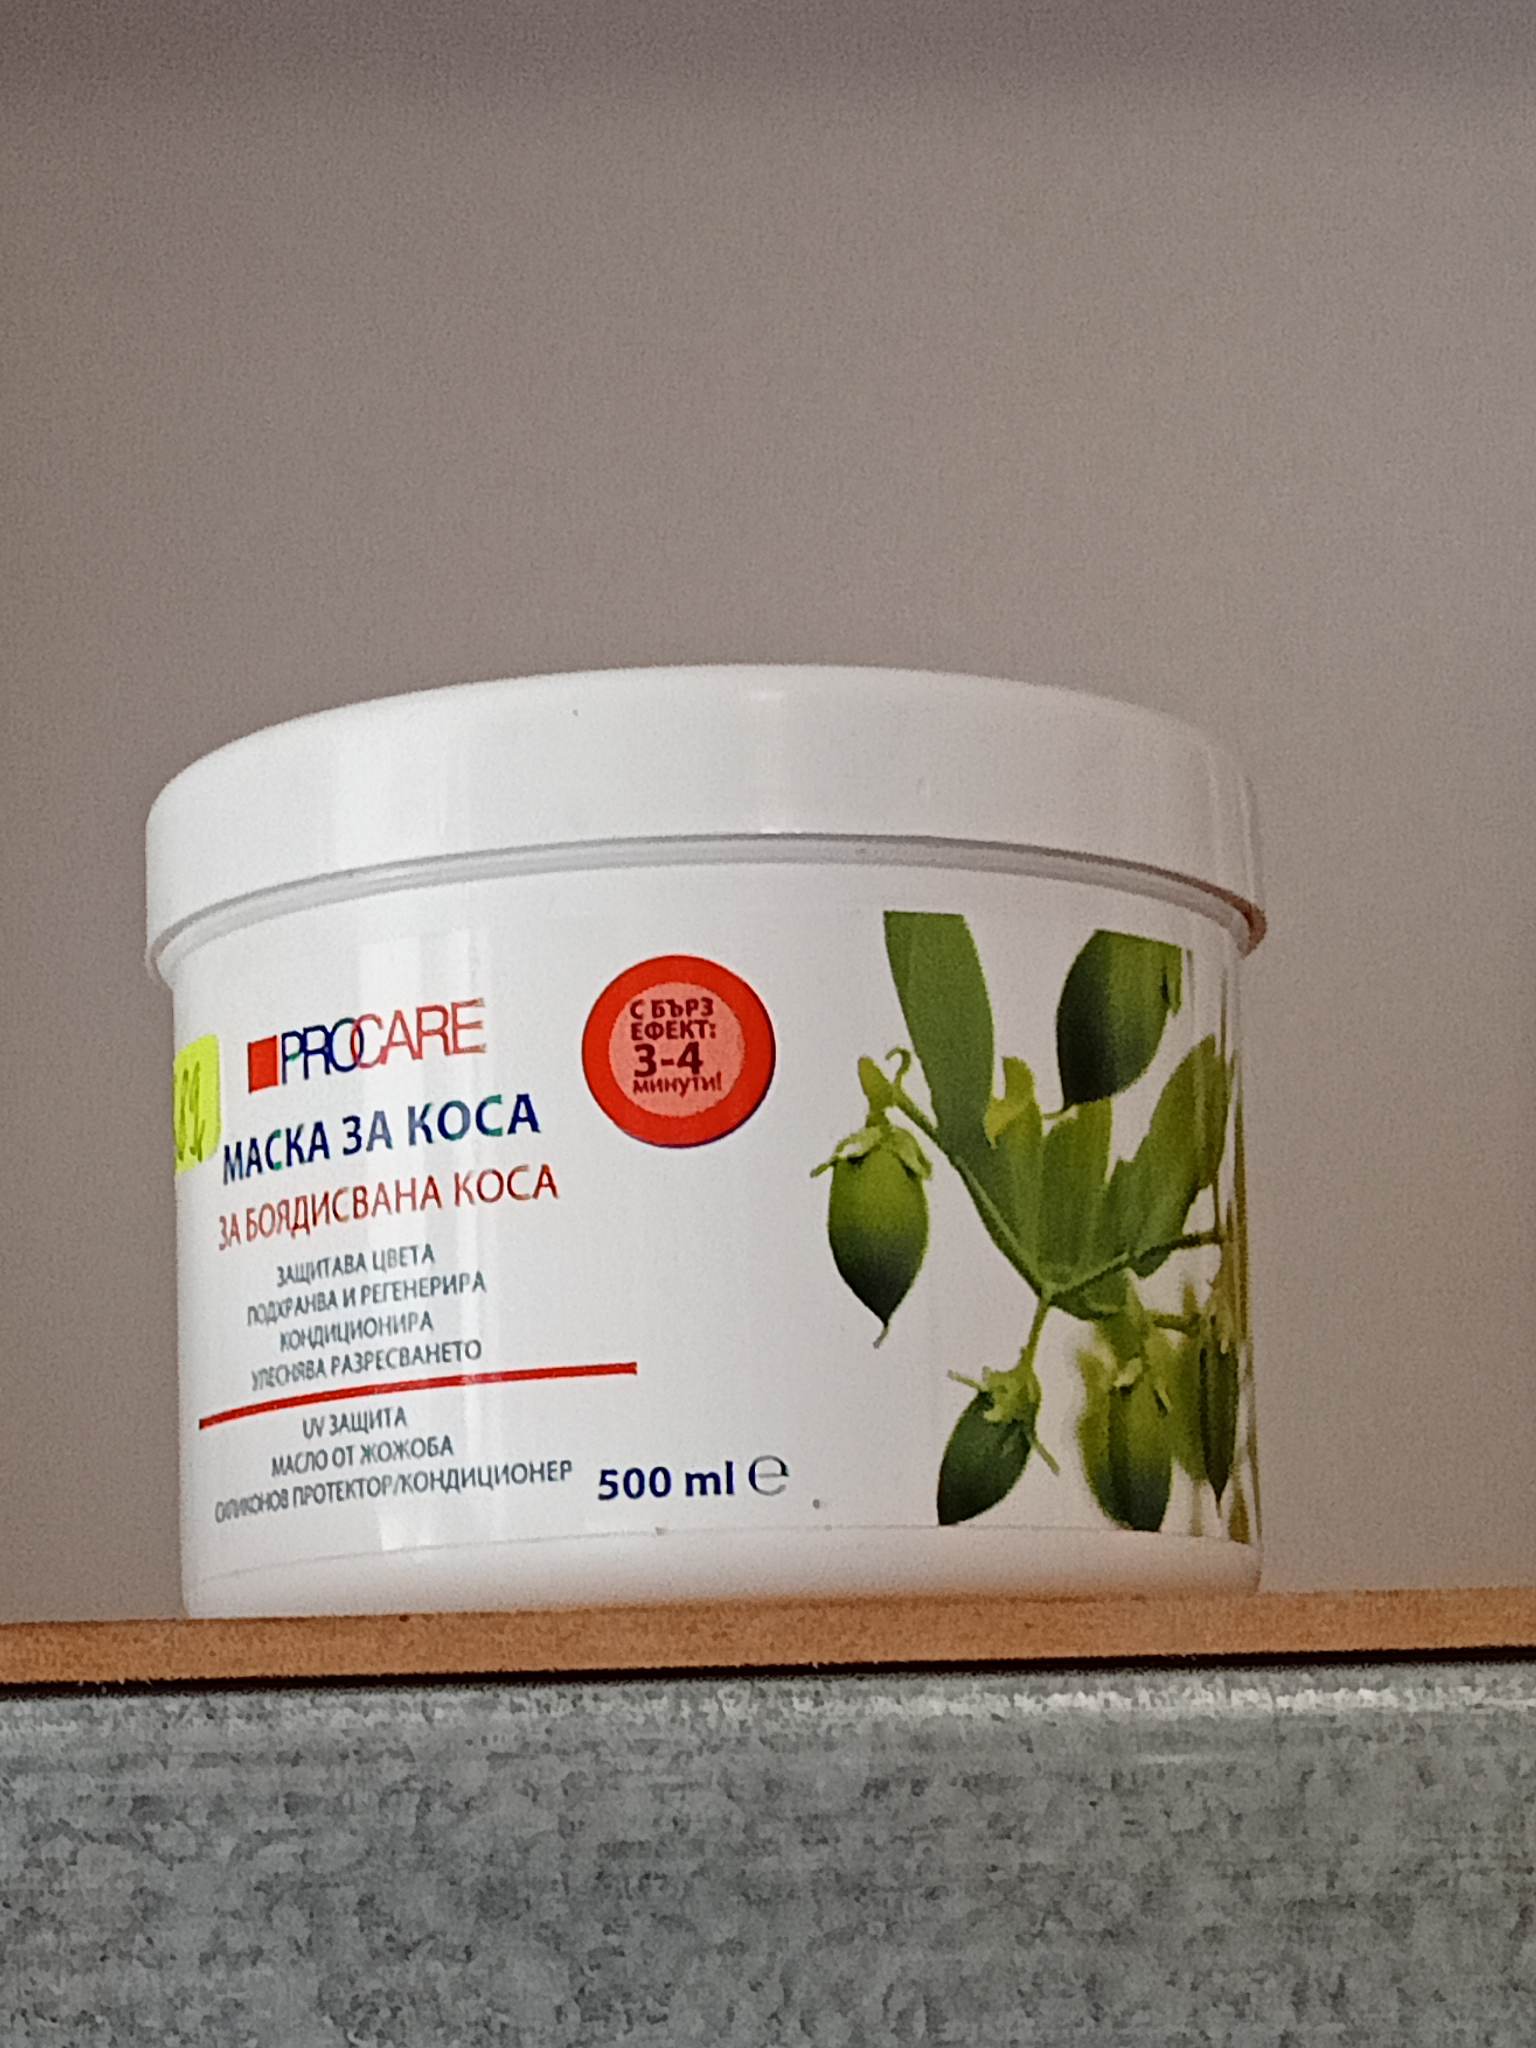 PROCARE
МАСКА ЗА КОСА
ЗА БОЯДИСВАНА КОСА
ЗАЩИТАВА ЦВЕТА
ПОДХРАНВА И РЕГЕНЕРИРА
КОНДИЦИОНИРА
УЛЕСНЯВА РАЗРЕСВАНЕТО
UV ЗАЩИТА
МАСЛО ОТ ЖОЖОБА
СИЛИКОНОВ ПРОТЕКТОР/КОНДИЦИОНЕР
500 ml ℮
С БЪРЗ
ЕФЕКТ:
3-4
МИНУТИ!